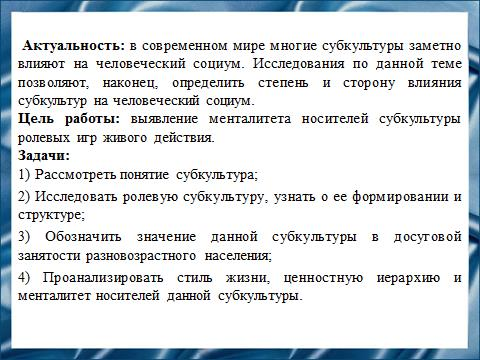 Актуальность: в современном мире многие субкультуры заметно
влияют на человеческий социум. Исследования по данной теме
позволяют, наконец, определить степень и сторону влияния
субкультур на человеческий социум.
Цель работы: выявление менталитета носителей субкультуры
ролевых игр живого действия.
Задачи:
1) Рассмотреть понятие субкультура;
2) Исследовать ролевую субкультуру, узнать о ее формировании и
структуре;
3) Обозначить значение данной субкультуры в досуговой
занятости разновозрастного населения;
4) Проанализировать стиль жизни, ценностную иерархию и
менталитет носителей данной субкультуры.